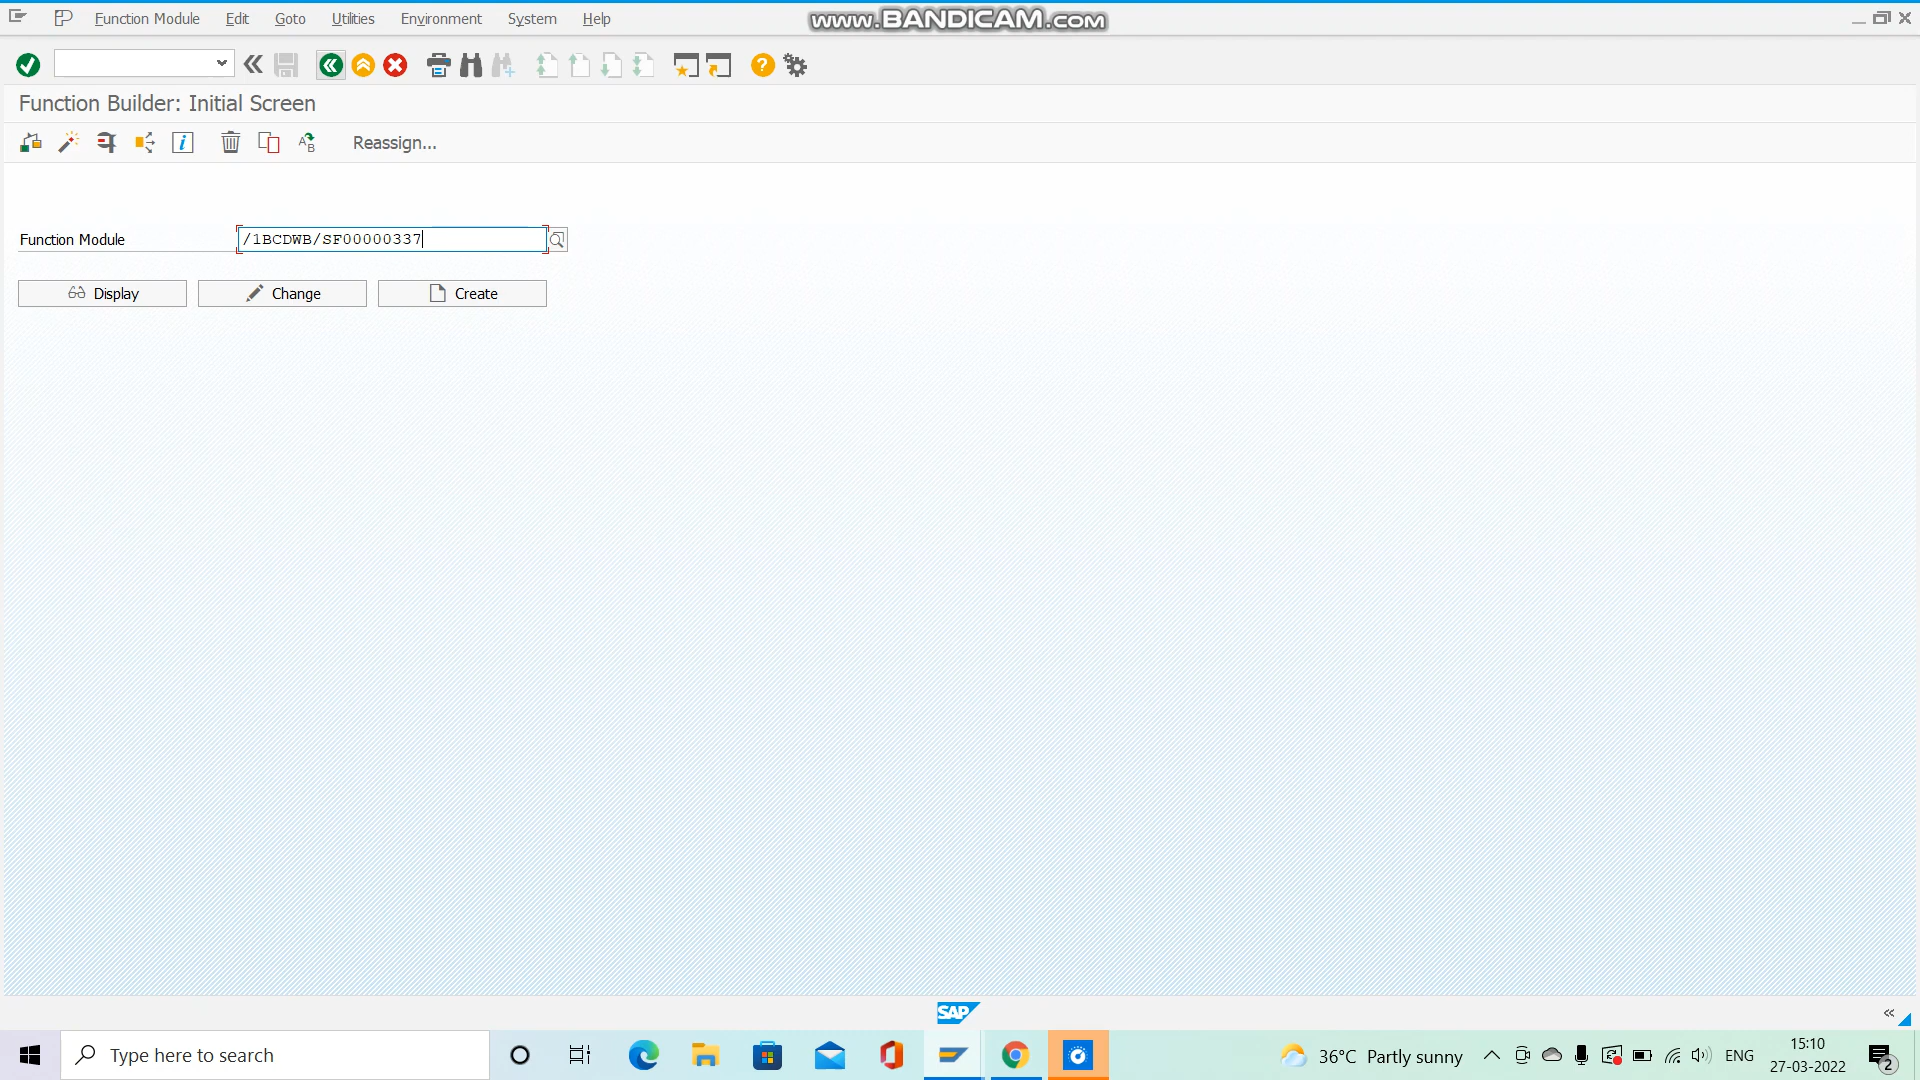 Function Module Edit Goto Utilities Environment System Help
www.BANDICAM.com
Function Builder: Initial Screen
Reassign...
Function Module /1BCDWB/SF00000337
Display Change Create
SAP
Type here to search
36°C Partly sunny
ENG
15:10
27-03-2022
2